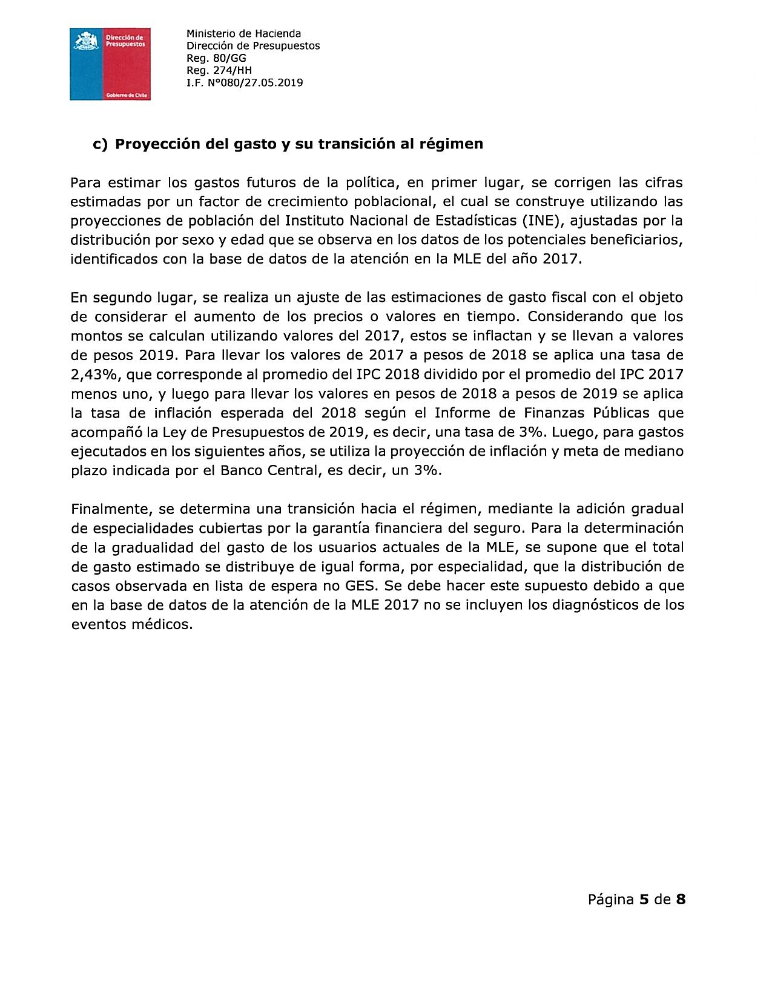 Dirección de
Presupuestos
Gobierno de Chile
Ministerio de Hacienda
Dirección de Presupuestos
Reg. 80/GG
Reg. 274/HH
I.F. N°080/27.05.2019
c) Proyección del gasto y su transición al régimen
Para estimar los gastos futuros de la política, en primer lugar, se corrigen las cifras
estimadas por un factor de crecimiento poblacional, el cual se construye utilizando las
proyecciones de población del Instituto Nacional de Estadísticas (INE), ajustadas por la
distribución por sexo y edad que se observa en los datos de los potenciales beneficiarios,
identificados con la base de datos de la atención en la MLE del año 2017.
En segundo lugar, se realiza un ajuste de las estimaciones de gasto fiscal con el objeto
de considerar el aumento de los precios o valores en tiempo. Considerando que los
montos se calculan utilizando valores del 2017, estos se inflactan y se llevan a valores
de pesos 2019. Para llevar los valores de 2017 a pesos de 2018 se aplica una tasa de
2,43%, que corresponde al promedio del IPC 2018 dividido por el promedio del IPC 2017
menos uno, y luego para llevar los valores en pesos de 2018 a pesos de 2019 se aplica
la tasa de inflación esperada del 2018 según el Informe de Finanzas Públicas que
acompañó la Ley de Presupuestos de 2019, es decir, una tasa de 3%. Luego, para gastos
ejecutados en los siguientes años, se utiliza la proyección de inflación y meta de mediano
plazo indicada por el Banco Central, es decir, un 3%.
Finalmente, se determina una transición hacia el régimen, mediante la adición gradual
de especialidades cubiertas por la garantía financiera del seguro. Para la determinación
de la gradualidad del gasto de los usuarios actuales de la MLE, se supone que el total
de gasto estimado se distribuye de igual forma, por especialidad, que la distribución de
casos observada en lista de espera no GES. Se debe hacer este supuesto debido a que
en la base de datos de la atención de la MLE 2017 no se incluyen los diagnósticos de los
eventos médicos.
Página 5 de 8